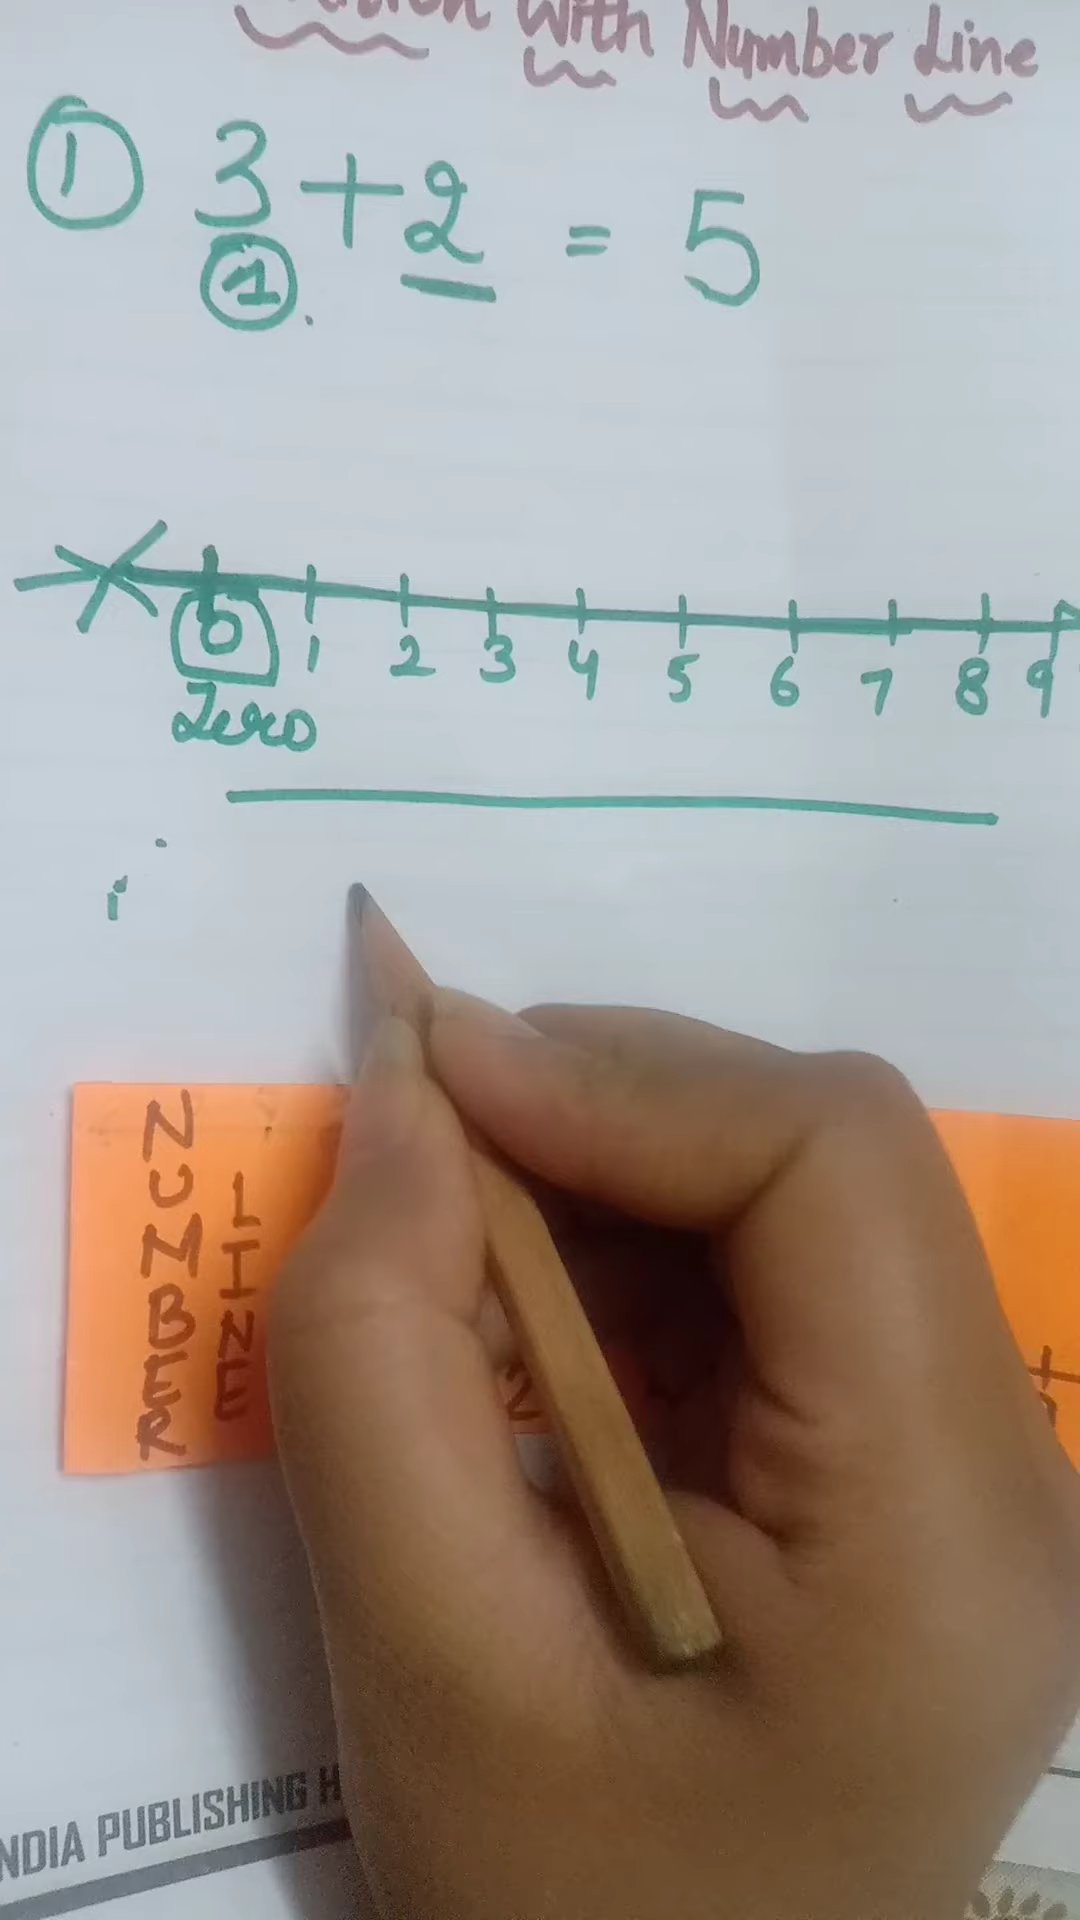 With Number Line
1 3 + 2 = 5
1
0 1 2 3 4 5 6 7 8 9
Zero
NUMBER
LINE
2
NDIA PUBLISHING H